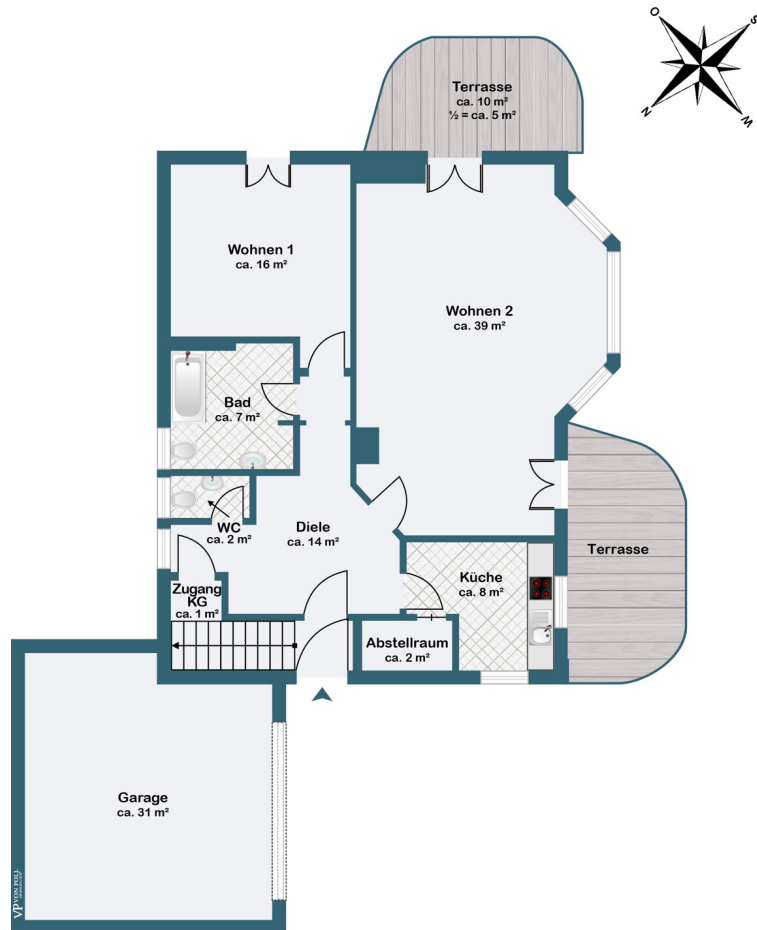 O
S
N
W
Terrasse
ca. 10 m²
½ = ca. 5 m²
Wohnen 1
ca. 16 m²
Wohnen 2
ca. 39 m²
Bad
ca. 7 m²
WC
ca. 2 m²
Diele
ca. 14 m²
Terrasse
Küche
ca. 8 m²
Zugang
KG
ca. 1 m²
Abstellraum
ca. 2 m²
Garage
ca. 31 m²
VP VON POLL